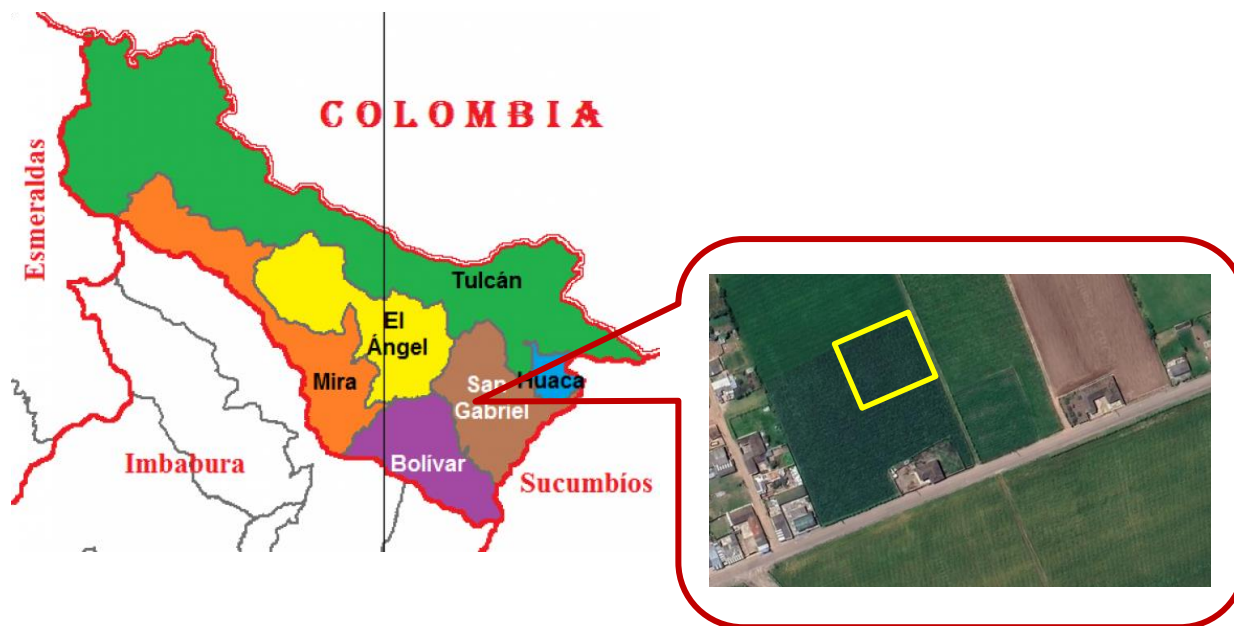 COLOMBIA
Esmeraldas
Tulcán
El
Ángel
Mira
San
Gabriel
Huaca
Bolívar
Imbabura
Sucumbíos